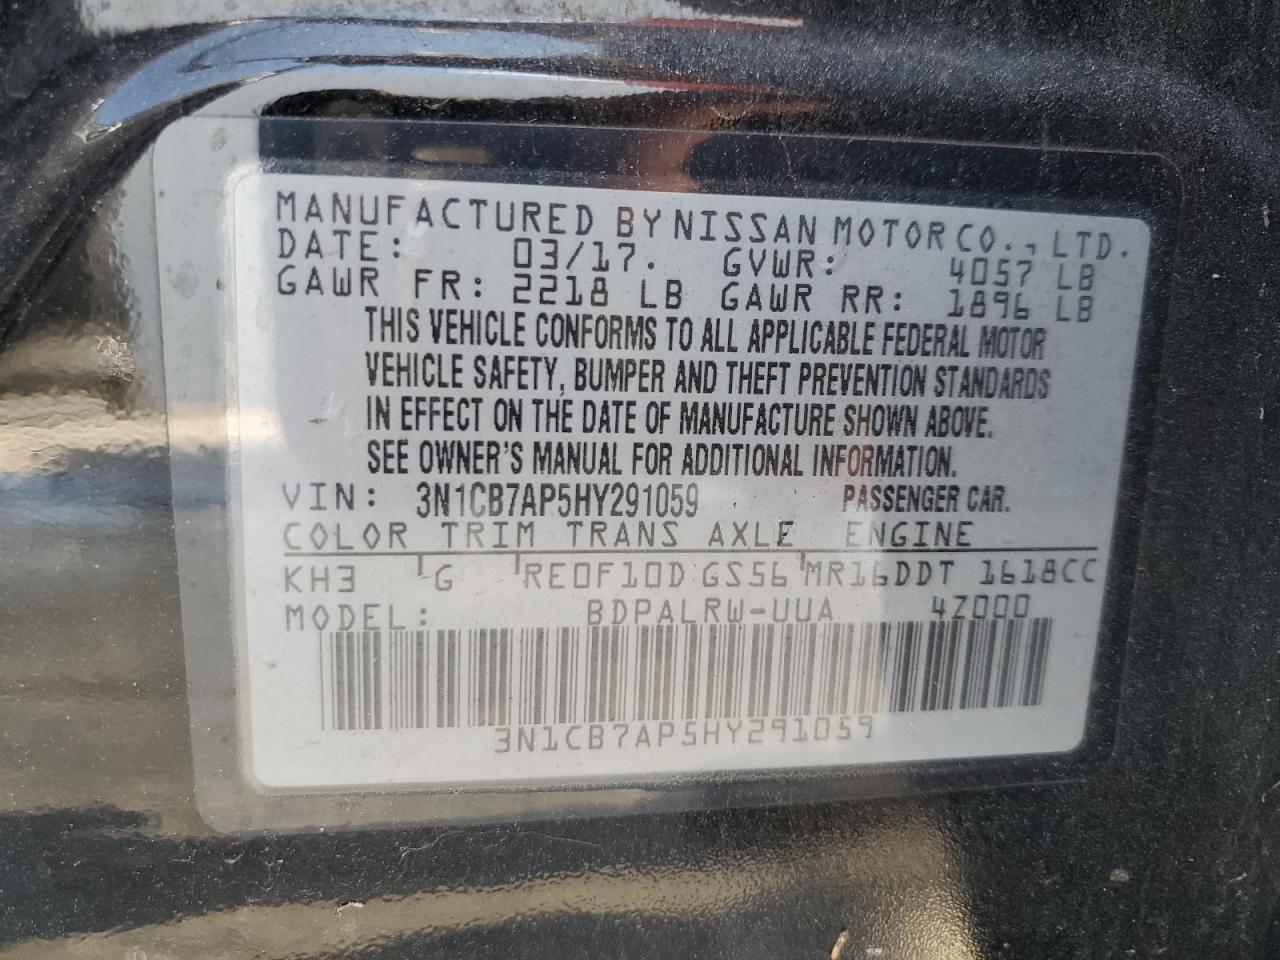 MANUFACTURED BY NISSAN MOTOR CO., LTD.
DATE: 03/17. GVWR: 4057 LB
GAWR FR: 2218 LB GAWR RR: 1896 LB
THIS VEHICLE CONFORMS TO ALL APPLICABLE FEDERAL MOTOR
VEHICLE SAFETY, BUMPER AND THEFT PREVENTION STANDARDS
IN EFFECT ON THE DATE OF MANUFACTURE SHOWN ABOVE.
SEE OWNER'S MANUAL FOR ADDITIONAL INFORMATION.
VIN: 3N1CB7AP5HY291059 PASSENGER CAR.
COLOR TRIM TRANS AXLE ENGINE
KH3 G RE0F10D GS56 MR16DDT 1618CC
MODEL: BDPALRW-UUA 4Z000
3N1CB7AP5HY291059